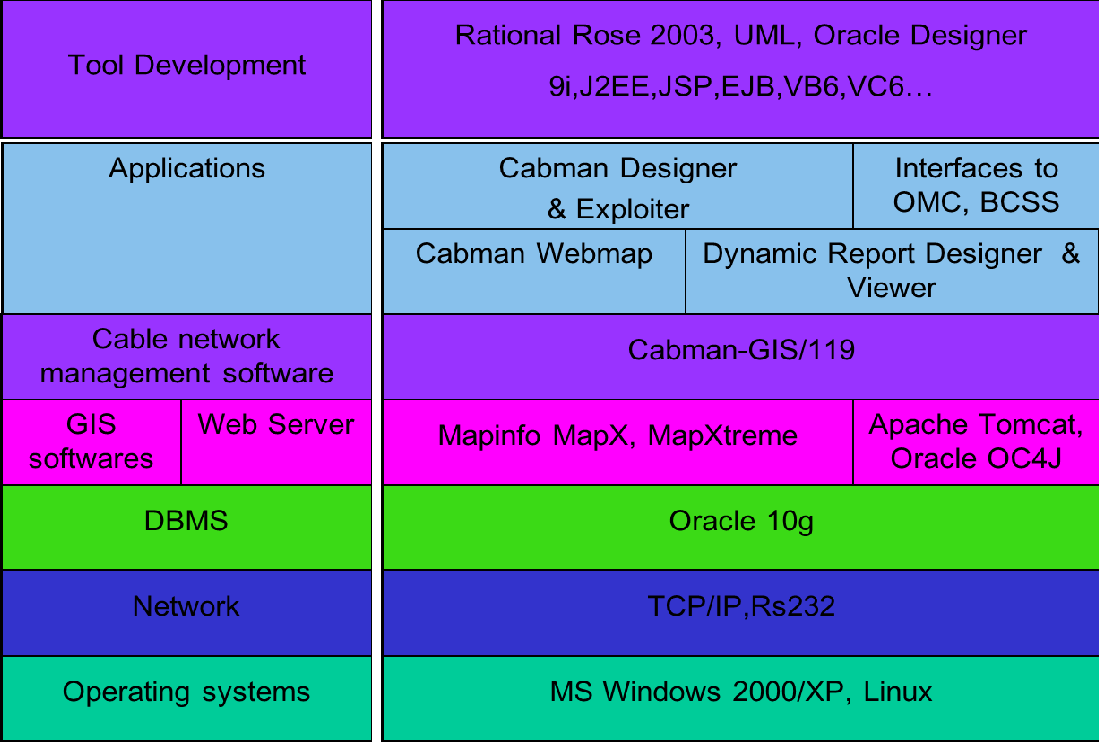 Tool Development
Rational Rose 2003, UML, Oracle Designer
9i,J2EE,JSP,EJB,VB6,VC6…
Applications
Cabman Designer
& Exploiter
Interfaces to
OMC, BCSS
Cabman Webmap
Dynamic Report Designer &
Viewer
Cable network
management software
Cabman-GIS/119
GIS
softwares
Web Server
Mapinfo MapX, MapXtreme
Apache Tomcat,
Oracle OC4J
DBMS
Oracle 10g
Network
TCP/IP,Rs232
Operating systems
MS Windows 2000/XP, Linux